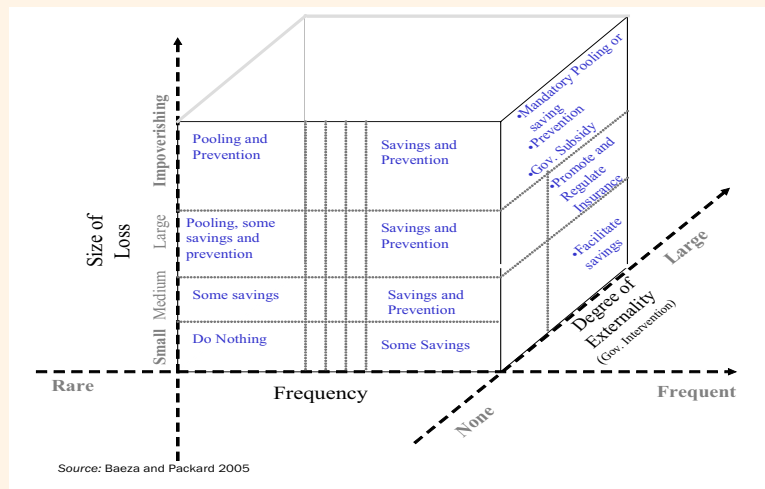 Size of
Loss
Impoverishing
Large
Medium
Small
Pooling and
Prevention
Savings and
Prevention
Pooling, some
savings and
prevention
Savings and
Prevention
Some savings
Savings and
Prevention
Do Nothing
Some Savings
•Mandatory Pooling or
saving
•Prevention
•Gov. Subsidy
•Promote and
Regulate
Insurance
•Facilitate
savings
Large
Degree of
Externality
(Gov. Intervention)
None
Rare
Frequency
Frequent
Source: Baeza and Packard 2005